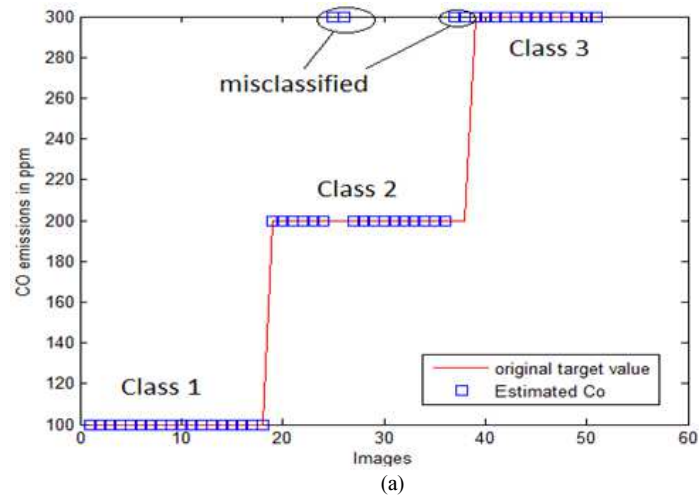 300
280
260
240
220
200
180
160
140
120
100
CO emissions in ppm
misclassified
Class 3
Class 2
Class 1
original target value
Estimated Co
0
10
20
30
40
50
60
Images
(a)